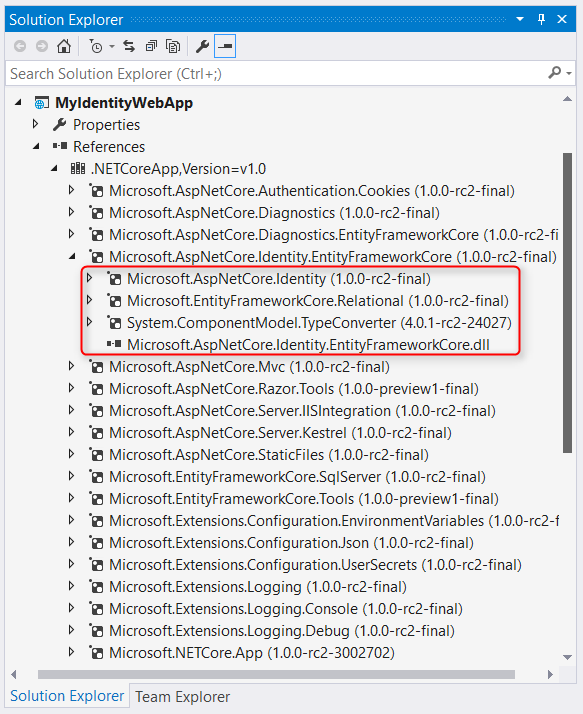 Solution Explorer
Search Solution Explorer (Ctrl+;)
MyIdentityWebApp
Properties
References
.NETCoreApp,Version=v1.0
Microsoft.AspNetCore.Authentication.Cookies (1.0.0-rc2-final)
Microsoft.AspNetCore.Diagnostics (1.0.0-rc2-final)
Microsoft.AspNetCore.Diagnostics.EntityFrameworkCore (1.0.0-rc2-fi
Microsoft.AspNetCore.Identity.EntityFrameworkCore (1.0.0-rc2-final)
Microsoft.AspNetCore.Identity (1.0.0-rc2-final)
Microsoft.EntityFrameworkCore.Relational (1.0.0-rc2-final)
System.ComponentModel.TypeConverter (4.0.1-rc2-24027)
Microsoft.AspNetCore.Identity.EntityFrameworkCore.dll
Microsoft.AspNetCore.Mvc (1.0.0-rc2-final)
Microsoft.AspNetCore.Razor.Tools (1.0.0-preview1-final)
Microsoft.AspNetCore.Server.IISIntegration (1.0.0-rc2-final)
Microsoft.AspNetCore.Server.Kestrel (1.0.0-rc2-final)
Microsoft.AspNetCore.StaticFiles (1.0.0-rc2-final)
Microsoft.EntityFrameworkCore.SqlServer (1.0.0-rc2-final)
Microsoft.EntityFrameworkCore.Tools (1.0.0-preview1-final)
Microsoft.Extensions.Configuration.EnvironmentVariables (1.0.0-rc2-f
Microsoft.Extensions.Configuration.Json (1.0.0-rc2-final)
Microsoft.Extensions.Configuration.UserSecrets (1.0.0-rc2-final)
Microsoft.Extensions.Logging (1.0.0-rc2-final)
Microsoft.Extensions.Logging.Console (1.0.0-rc2-final)
Microsoft.Extensions.Logging.Debug (1.0.0-rc2-final)
Microsoft.NETCore.App (1.0.0-rc2-3002702)
Solution Explorer Team Explorer